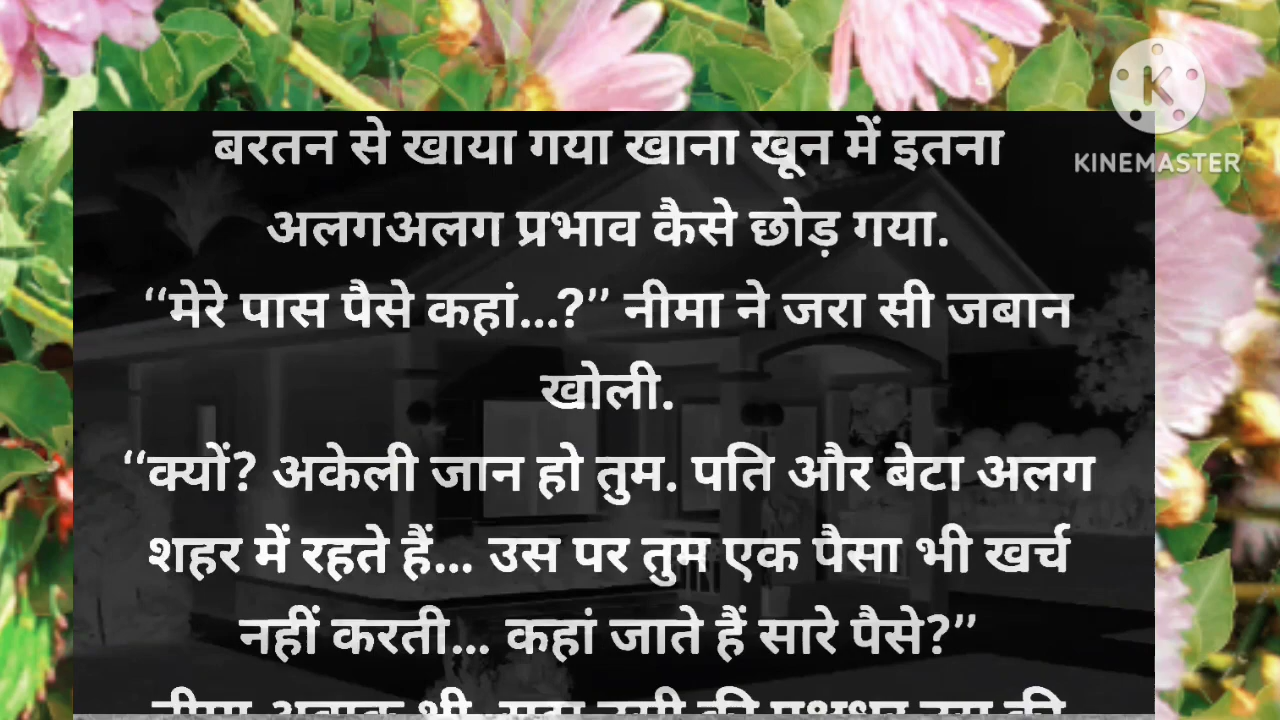 KINEMASTER
बरतन से खाया गया खाना खून में इतना
अलगअलग प्रभाव कैसे छोड़ गया.
‘‘मेरे पास पैसे कहां...?’’ नीमा ने जरा सी जबान
खोली.
‘‘क्यों? अकेली जान हो तुम. पति और बेटा अलग
शहर में रहते हैं... उस पर तुम एक पैसा भी खर्च
नहीं करती... कहां जाते हैं सारे पैसे?’’